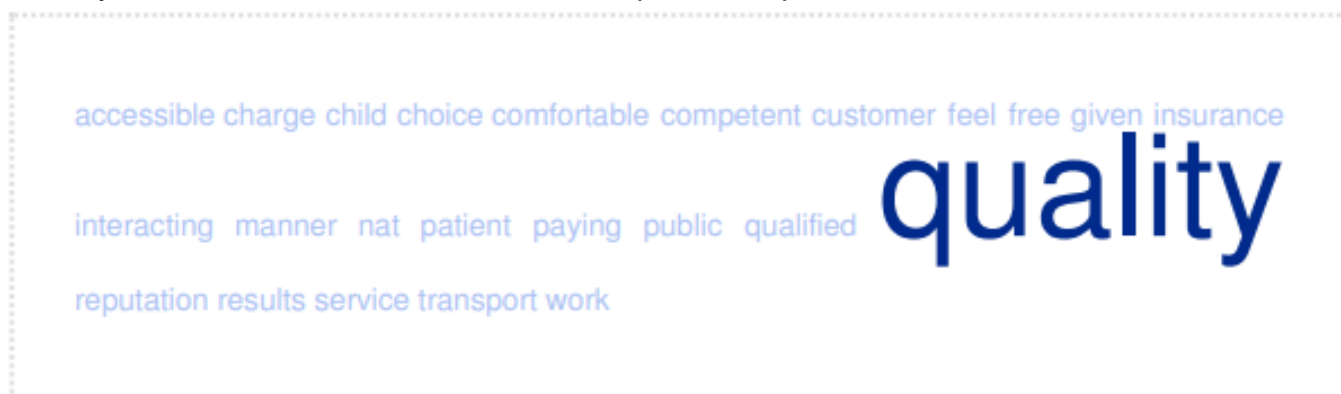 accessible charge child choice comfortable competent customer feel free given insurance
interacting manner nat patient paying public qualified quality
reputation results service transport work